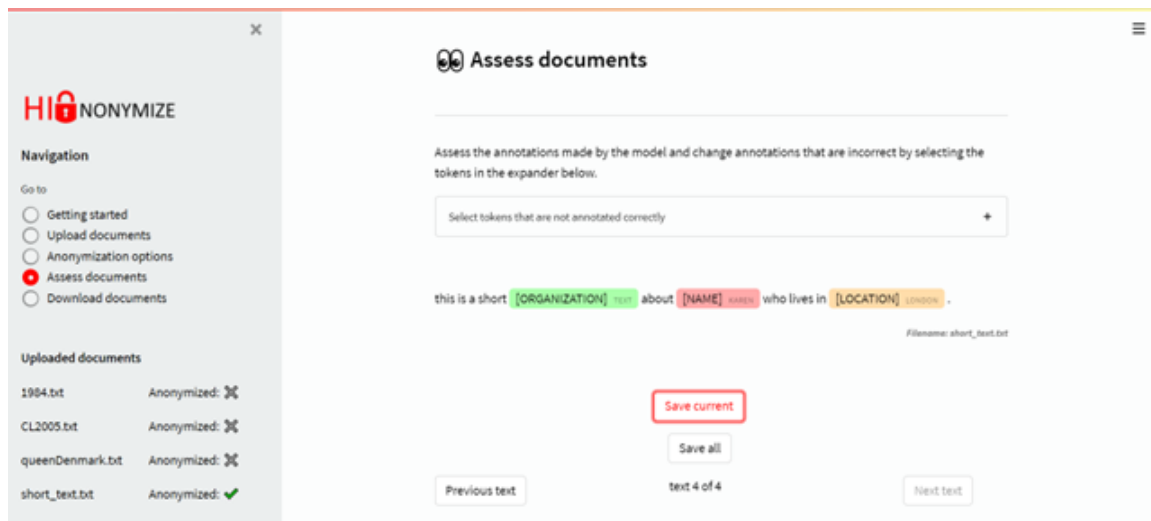 HI NONYMIZE
Navigation
Go to
Getting started
Upload documents
Anonymization options
Assess documents
Download documents
Uploaded documents
1984.txt Anonymized:
CL2005.txt Anonymized:
queenDenmark.txt Anonymized:
short_text.txt Anonymized:
Assess documents
Assess the annotations made by the model and change annotations that are incorrect by selecting the
tokens in the expander below.
Select tokens that are not annotated correctly +
this is a short [ORGANIZATION] TEXT about [NAME] KAREN who lives in [LOCATION] LONDON .
Filename: short_text.txt
Save current
Save all
Previous text text 4 of 4 Next text